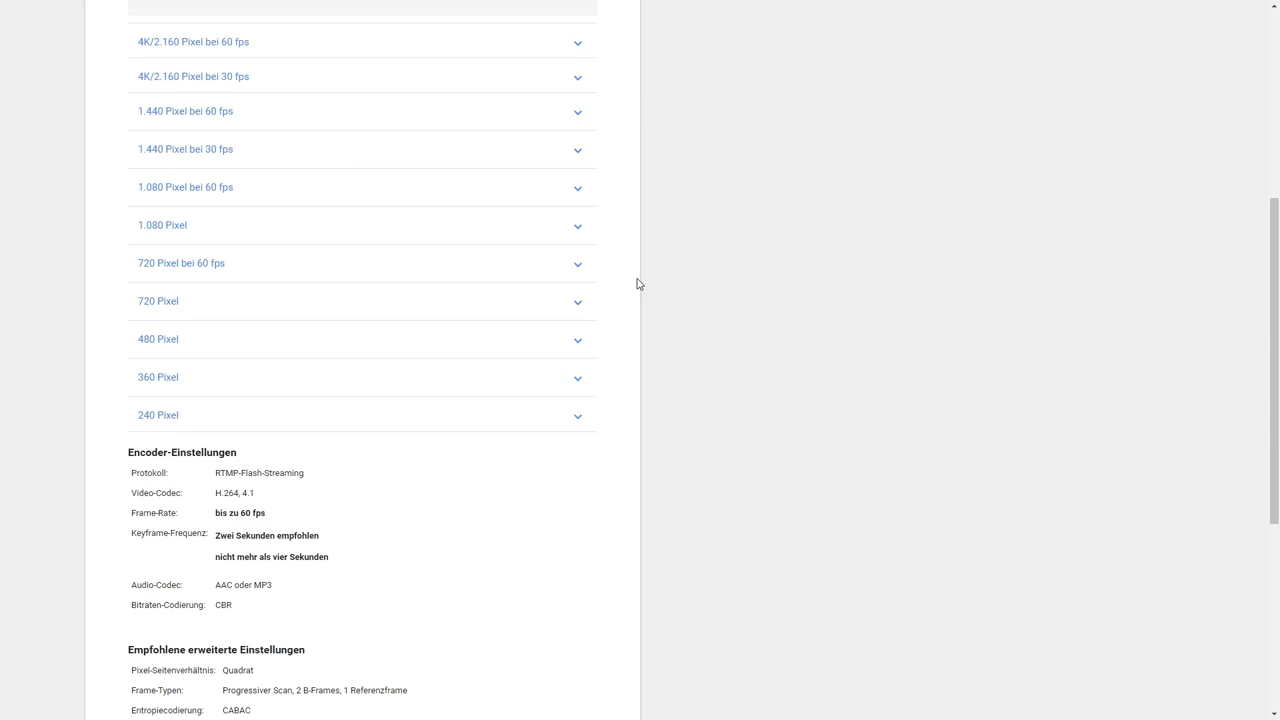 4K/2.160 Pixel bei 60 fps
4K/2.160 Pixel bei 30 fps
1.440 Pixel bei 60 fps
1.440 Pixel bei 30 fps
1.080 Pixel bei 60 fps
1.080 Pixel
720 Pixel bei 60 fps
720 Pixel
480 Pixel
360 Pixel
240 Pixel
Encoder-Einstellungen
Protokoll: RTMP-Flash-Streaming
Video-Codec: H.264, 4.1
Frame-Rate: bis zu 60 fps
Keyframe-Frequenz: Zwei Sekunden empfohlen
nicht mehr als vier Sekunden
Audio-Codec: AAC oder MP3
Bitraten-Codierung: CBR
Empfohlene erweiterte Einstellungen
Pixel-Seitenverhältnis: Quadrat
Frame-Typen: Progressiver Scan, 2 B-Frames, 1 Referenzframe
Entropiecodierung: CABAC